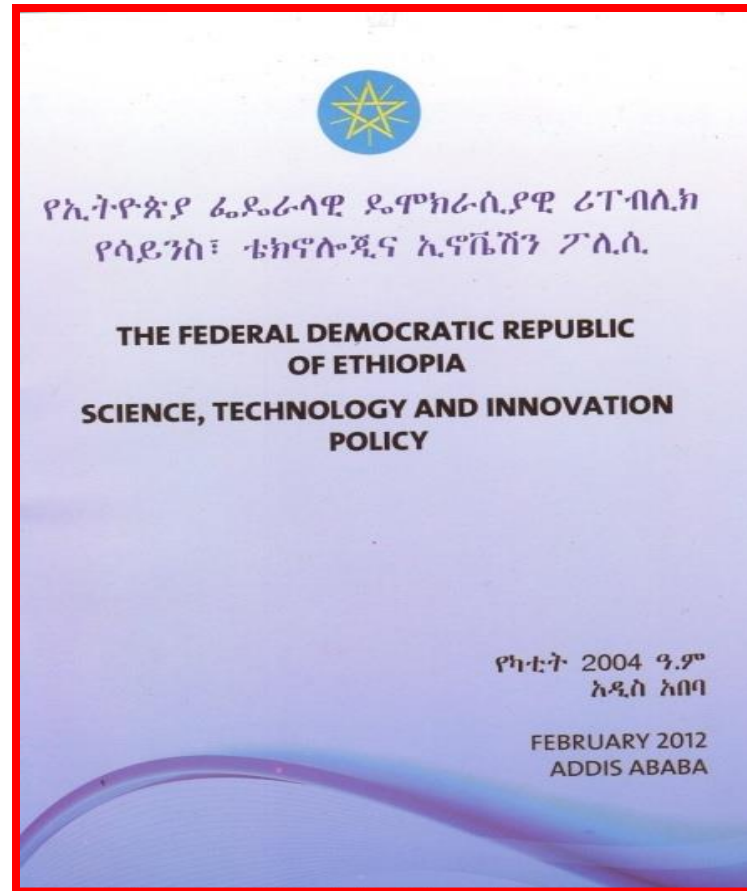 የኢትዮጵያ ፌዴራላዊ ዴሞክራሲያዊ ሪፐብሊክ
የሳይንስ፣ ቴክኖሎጂና ኢኖቬሽን ፖሊሲ
THE FEDERAL DEMOCRATIC REPUBLIC
OF ETHIOPIA
SCIENCE, TECHNOLOGY AND INNOVATION
POLICY
የካቲት 2004 ዓ.ም
አዲስ አበባ
FEBRUARY 2012
ADDIS ABABA